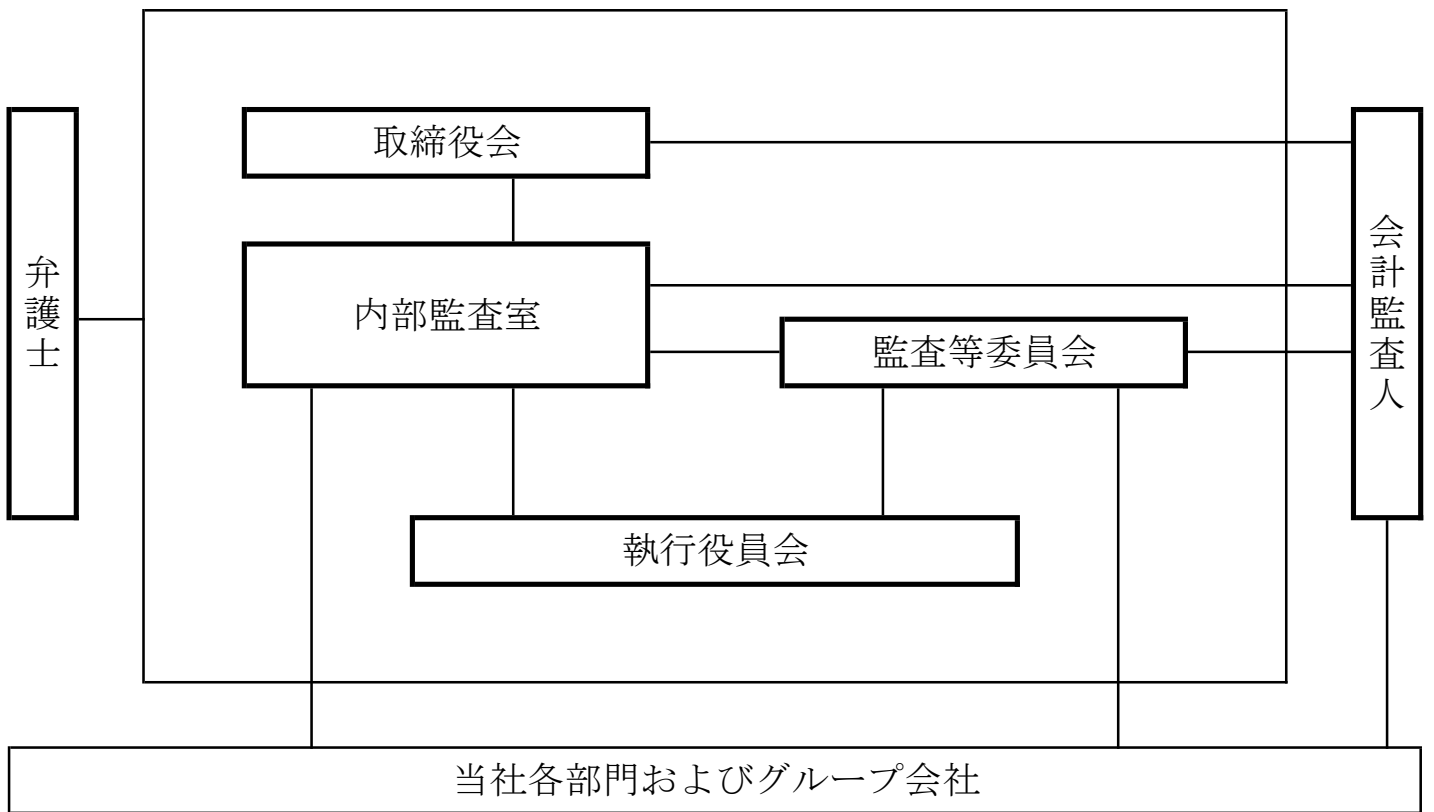 取締役会
弁護士
会計監査人
内部監査室
監査等委員会
執行役員会
当社各部門およびグループ会社